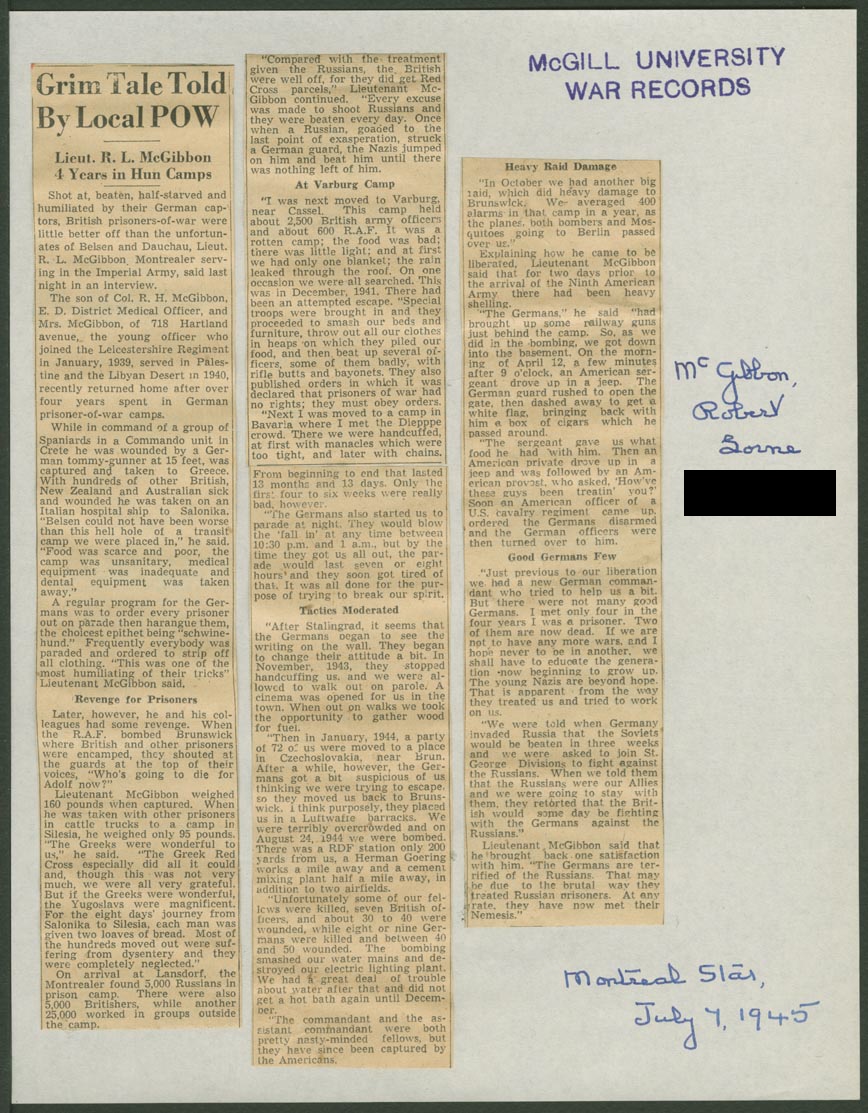 McGILL UNIVERSITY
WAR RECORDS
Grim Tale Told
By Local POW
Lieut. R. L. McGibbon
4 Years in Hun Camps
Shot at, beaten, half-starved and
humiliated by their German cap-
tors, British prisoners-of-war were
little better off than the unfortun-
ates of Belsen and Dauchau, Lieut.
R. L. McGibbon, Montrealer serv-
ing in the Imperial Army, said last
night in an interview.
The son of Col. R. H. McGibbon,
E. D. District Medical Officer, and
Mrs. McGibbon, of 718 Hartland
avenue, the young officer who
joined the Leicestershire Regiment
in January, 1939, served in Pales-
tine and the Libyan Desert in 1940,
recently returned home after over
four years spent in German
prisoner-of-war camps.
While in command of a group of
Spaniards in a Commando unit in
Crete he was wounded by a Ger-
man tommy-gunner at 15 feet, was
captured and taken to Greece.
With hundreds of other British,
New Zealand and Australian sick
and wounded he was taken on an
Italian hospital ship to Salonika.
"Belsen could not have been worse
than this hell hole of a transit
camp we were placed in," he said.
"Food was scarce and poor, the
camp was unsanitary, medical
equipment was inadequate and
dental equipment was taken
away."
A regular program for the Ger-
mans was to order every prisoner
out on parade then harangue them,
the choicest epithet being "schwine-
hund." Frequently everybody was
paraded and ordered to strip off
all clothing. "This was one of the
most humiliating of their tricks"
Lieutenant McGibbon said.
Revenge for Prisoners
Later, however, he and his col-
leagues had some revenge. When
the R.A.F. bombed Brunswick
where British and other prisoners
were encamped, they shouted at
the guards at the top of their
voices, "Who's going to die for
Adolf now?"
Lieutenant McGibbon weighed
160 pounds when captured. When
he was taken with other prisoners
in cattle trucks to a camp in
Silesia, he weighed only 95 pounds.
"The Greeks were wonderful to
us," he said. "The Greek Red
Cross especially did all it could
and, though this was not very
much, we were all very grateful.
But if the Greeks were wonderful,
the Yugoslavs were magnificent.
For the eight days' journey from
Salonika to Silesia, each man was
given two loaves of bread. Most of
the hundreds moved out were suf-
fering from dysentery and they
were completely neglected."
On arrival at Lansdorf, the
Montrealer found 5,000 Russians in
prison camp. There were also
5,000 Britishers, while another
25,000 worked in groups outside
the camp.
"Compared with the treatment
given the Russians, the British
were well off, for they did get Red
Cross parcels," Lieutenant Mc-
Gibbon continued. "Every excuse
was made to shoot Russians and
they were beaten every day. Once
when a Russian, goaded to the
last point of exasperation, struck
a German guard, the Nazis jumped
on him and beat him until there
was nothing left of him.
At Varburg Camp
"I was next moved to Varburg,
near Cassel. This camp held
about 2,500 British army officers
and about 600 R.A.F. It was a
rotten camp; the food was bad;
there was little light; and at first
we had only one blanket; the rain
leaked through the roof. On one
occasion we were all searched. This
was in December, 1941. There had
been an attempted escape. "Special
troops were brought in and they
proceeded to smash our beds and
furniture, throw out all our clothes
in heaps on which they piled our
food, and then beat up several of-
ficers, some of them badly, with
rifle butts and bayonets. They also
published orders in which it was
declared that prisoners of war had
no rights; they must obey orders.
"Next I was moved to a camp in
Bavaria where I met the Diepppe
crowd. There we were handcuffed,
at first with manacles which were
too tight, and later with chains.
From beginning to end that lasted
13 months and 13 days. Only the
first four to six weeks were really
bad, however.
"The Germans also started us to
parade at night. They would blow
the 'fall in' at any time between
10:30 p.m. and 1 a.m., but by the
time they got us all out, the par-
ade would last seven or eight
hours and they soon got tired of
that. It was all done for the pur-
pose of trying to break our spirit.
Tactics Moderated
"After Stalingrad, it seems that
the Germans began to see the
writing on the wall. They began
to change their attitude a bit. In
November, 1943, they stopped
handcuffing us, and we were al-
lowed to walk out on parole. A
cinema was opened for us in the
town. When out on walks we took
the opportunity to gather wood
for fuel.
"Then in January, 1944, a party
of 72 of us were moved to a place
in Czechoslovakia, near Brun.
After a while, however, the Ger-
mans got a bit suspicious of us
thinking we were trying to escape,
so they moved us back to Bruns-
wick. I think purposely, they placed
us in a Luftwaffe barracks. We
were terribly overcrowded and on
August 24, 1944 we were bombed.
There was a RDF station only 200
yards from us, a Herman Goering
works a mile away and a cement
mixing plant half a mile away, in
addition to two airfields.
"Unfortunately some of our fel-
lows were killed, seven British of-
ficers, and about 30 to 40 were
wounded, while eight or nine Ger-
mans were killed and between 40
and 50 wounded. The bombing
smashed our water mains and de-
stroyed our electric lighting plant.
We had a great deal of trouble
about water after that and did not
get a hot bath again until Decem-
ber.
"The commandant and the as-
sistant commandant were both
pretty nasty-minded fellows, but
they have since been captured by
the Americans.
Heavy Raid Damage
"In October we had another big
raid, which did heavy damage to
Brunswick. We averaged 400
alarms in that camp in a year, as
the planes, both bombers and Mos-
quitoes going to Berlin passed
over us."
Explaining how he came to be
liberated, Lieutenant McGibbon
said that for two days prior to
the arrival of the Ninth American
Army there had been heavy
shelling.
"The Germans," he said "had
brought up some railway guns
just behind the camp. So, as we
did in the bombing, we got down
into the basement. On the morn-
ing of April 12, a few minutes
after 9 o'clock, an American ser-
geant drove up in a jeep. The
German guard rushed to open the
gate, then dashed away to get a
white flag, bringing back with
him a box of cigars which he
passed around.
"The sergeant gave us what
food he had with him. Then an
American private drove up in a
jeep and was followed by an Am-
erican provost, who asked, 'How've
these guys been treatin' you?'
Soon an American officer of a
U.S. cavalry regiment came up,
ordered the Germans disarmed
and the German officers were
then turned over to him.
Good Germans Few
"Just previous to our liberation
we had a new German comman-
dant who tried to help us a bit.
But there were not many good
Germans. I met only four in the
four years I was a prisoner. Two
of them are now dead. If we are
not to have any more wars, and I
hope never to be in another, we
shall have to educate the genera-
tion now beginning to grow up.
The young Nazis are beyond hope.
That is apparent from the way
they treated us and tried to work
on us.
"We were told when Germany
invaded Russia that the Soviets
would be beaten in three weeks
and we were asked to join St.
George Divisions to fight against
the Russians. When we told them
that the Russians were our Allies
and we were going to stay with
them, they retorted that the Brit-
ish would some day be fighting
with the Germans against the
Russians."
Lieutenant McGibbon said that
he brought back one satisfaction
with him. "The Germans are ter-
rified of the Russians. That may
be due to the brutal way they
treated Russian prisoners. At any
rate, they have now met their
Nemesis."
McGibbon,
Robert
Lorne
Montreal Star,
July 7, 1945